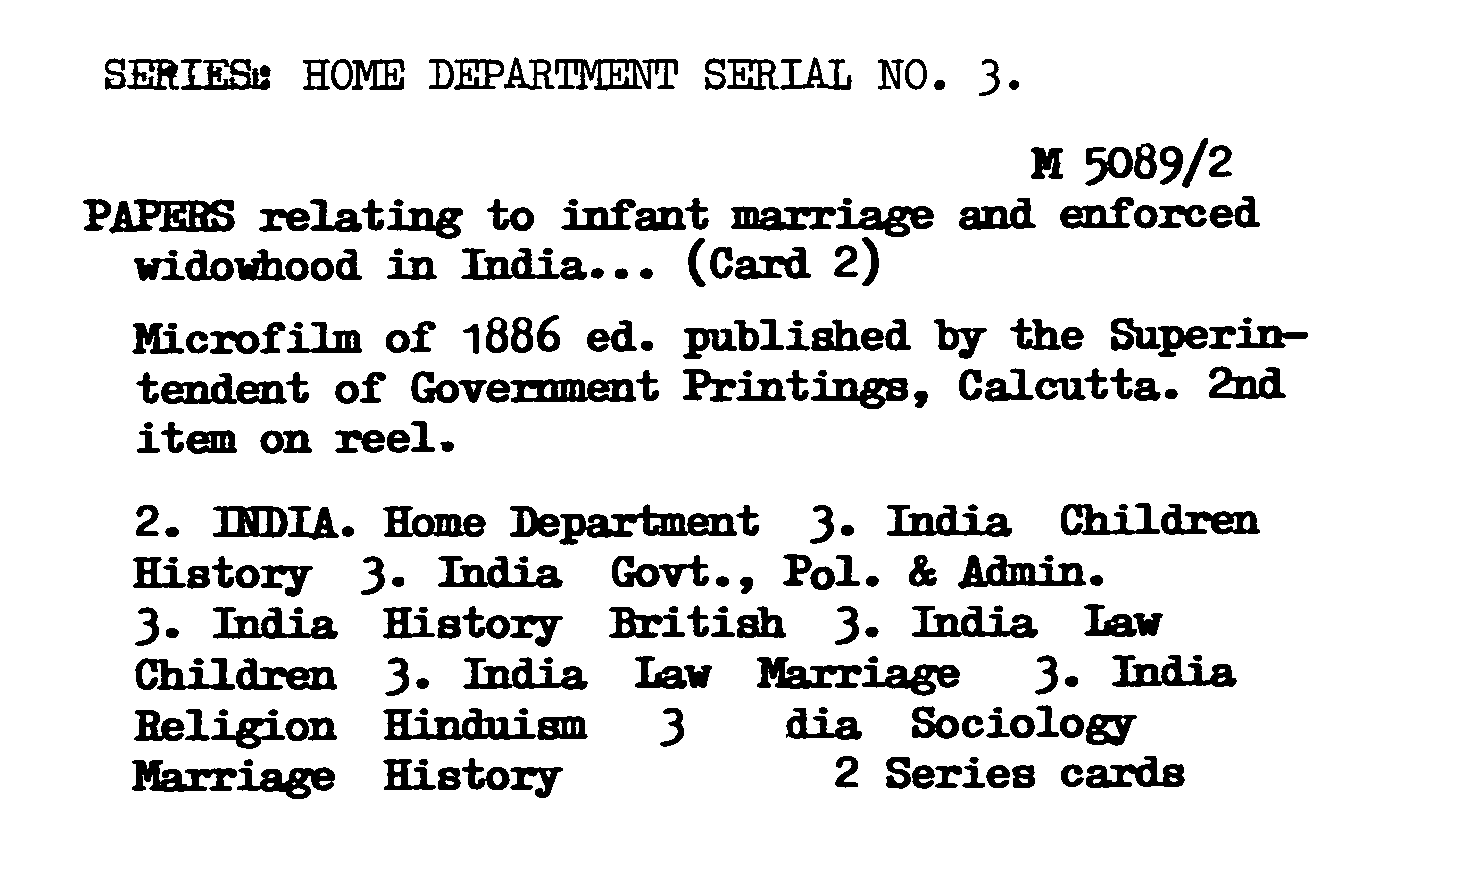 SERIES: HOME DEPARTMENT SERIAL NO. 3.
M 5089/2
PAPERS relating to infant marriage and enforced
widowhood in India... (Card 2)
Microfilm of 1886 ed. published by the Superin-
tendent of Government Printings, Calcutta. 2nd
item on reel.
2. INDIA. Home Department 3. India Children
History 3. India Govt., Pol. & Admin.
3. India History British 3. India Law
Children 3. India Law Marriage 3. India
Religion Hinduism 3 dia Sociology
Marriage History 2 Series cards